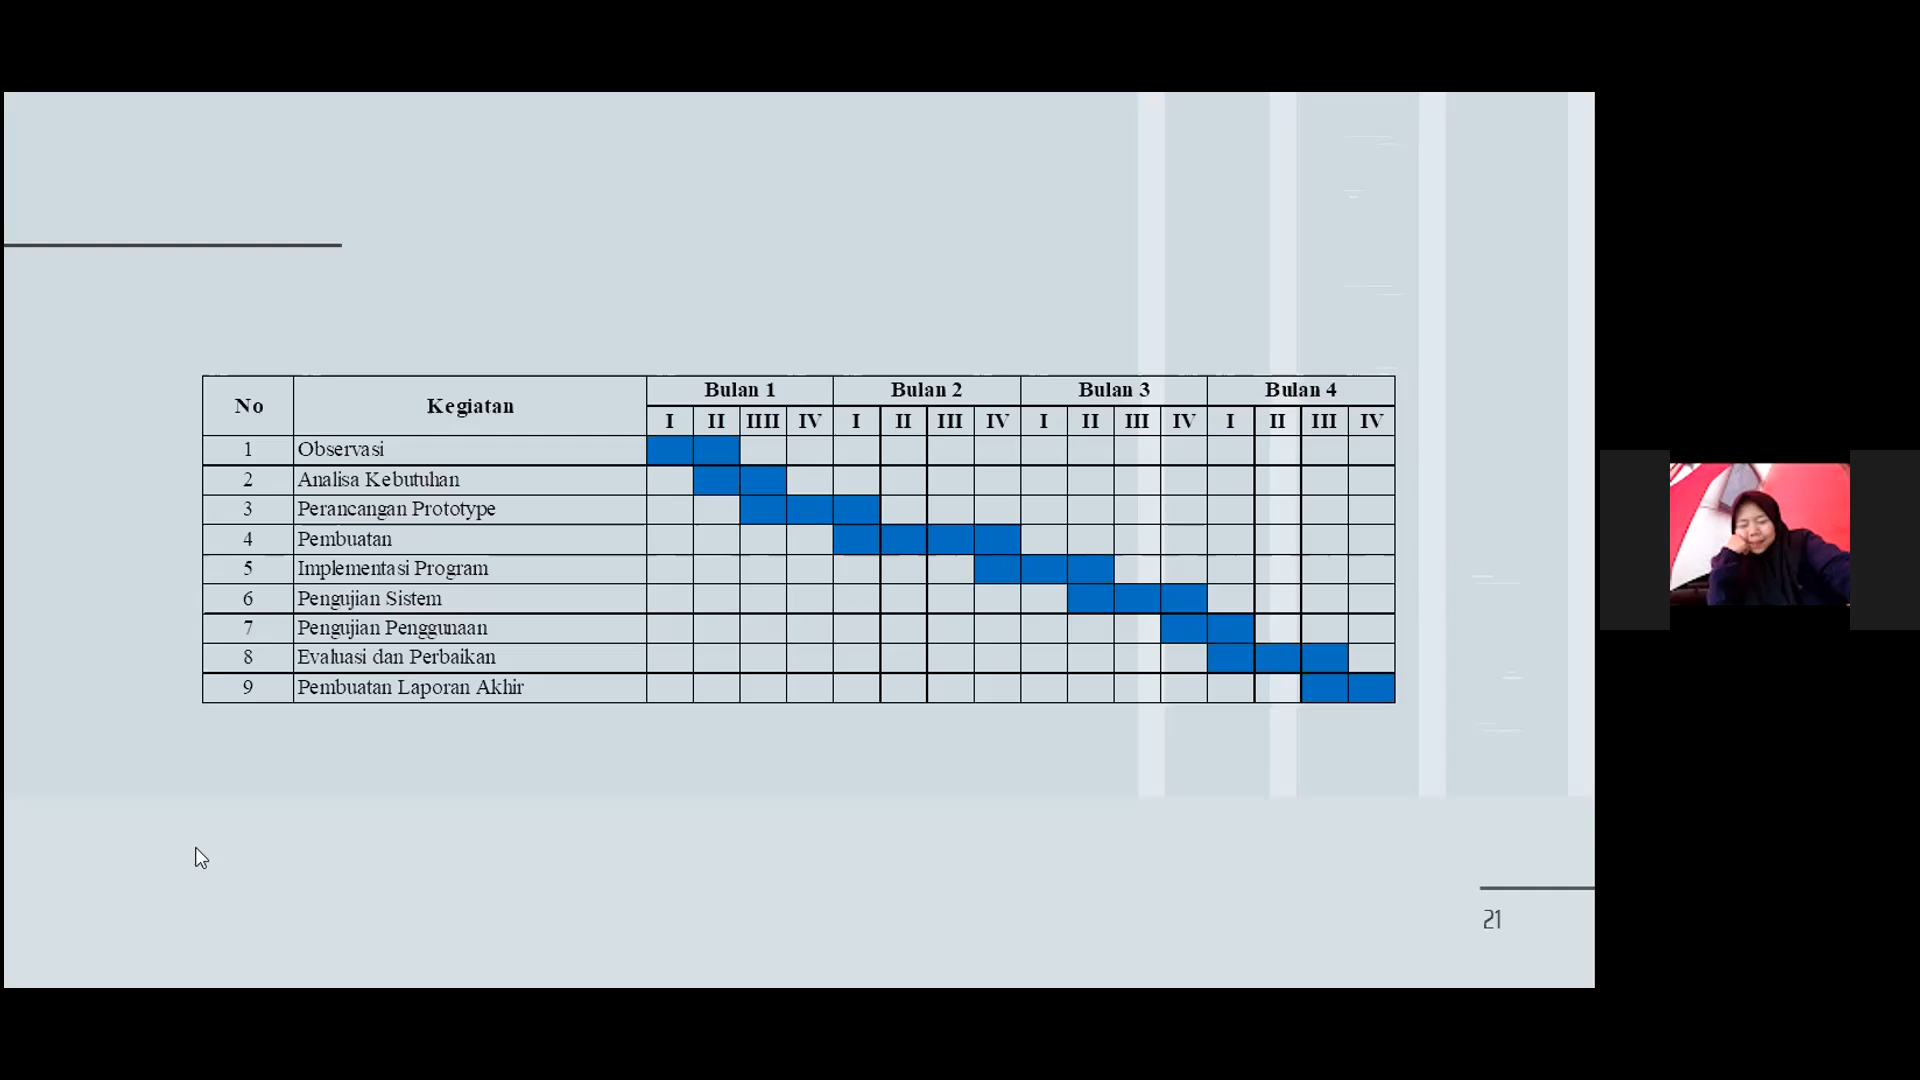 No Kegiatan Bulan 1 Bulan 2 Bulan 3 Bulan 4
I II IIII IV I II III IV I II III IV I II III IV
1 Observasi
2 Analisa Kebutuhan
3 Perancangan Prototype
4 Pembuatan
5 Implementasi Program
6 Pengujian Sistem
7 Pengujian Penggunaan
8 Evaluasi dan Perbaikan
9 Pembuatan Laporan Akhir
21